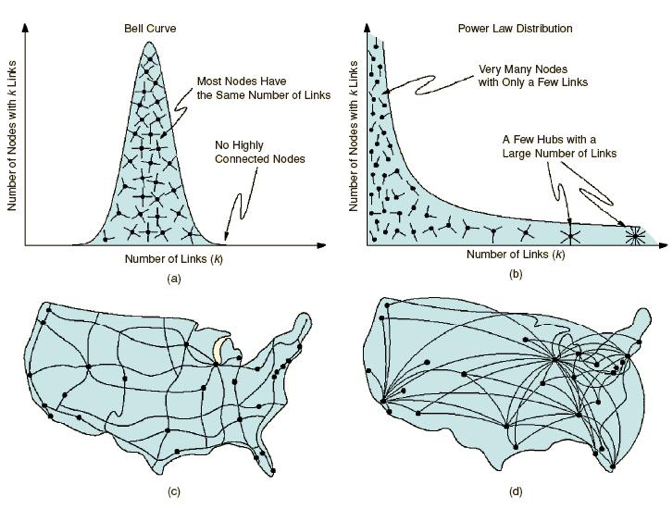 Bell Curve
Number of Nodes with k Links
Most Nodes Have
the Same Number of Links
No Highly
Connected Nodes
Number of Links (k)
(a)
Power Law Distribution
Number of Nodes with k Links
Very Many Nodes
with Only a Few Links
A Few Hubs with a
Large Number of Links
Number of Links (k)
(b)
(c)
(d)